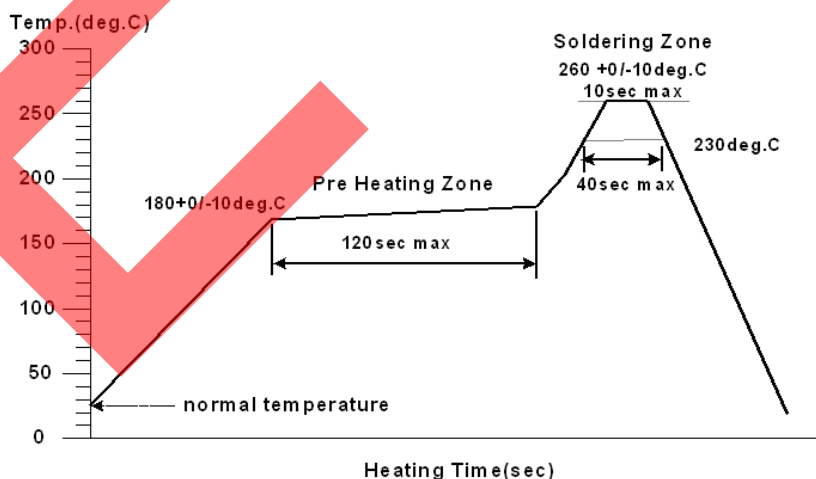 Temp.(deg.C)
300
250
200
150
100
50
0
Soldering Zone
260 +0/-10deg.C
10sec max
230deg.C
40sec max
Pre Heating Zone
180+0/-10deg.C
120sec max
normal temperature
Heating Time(sec)